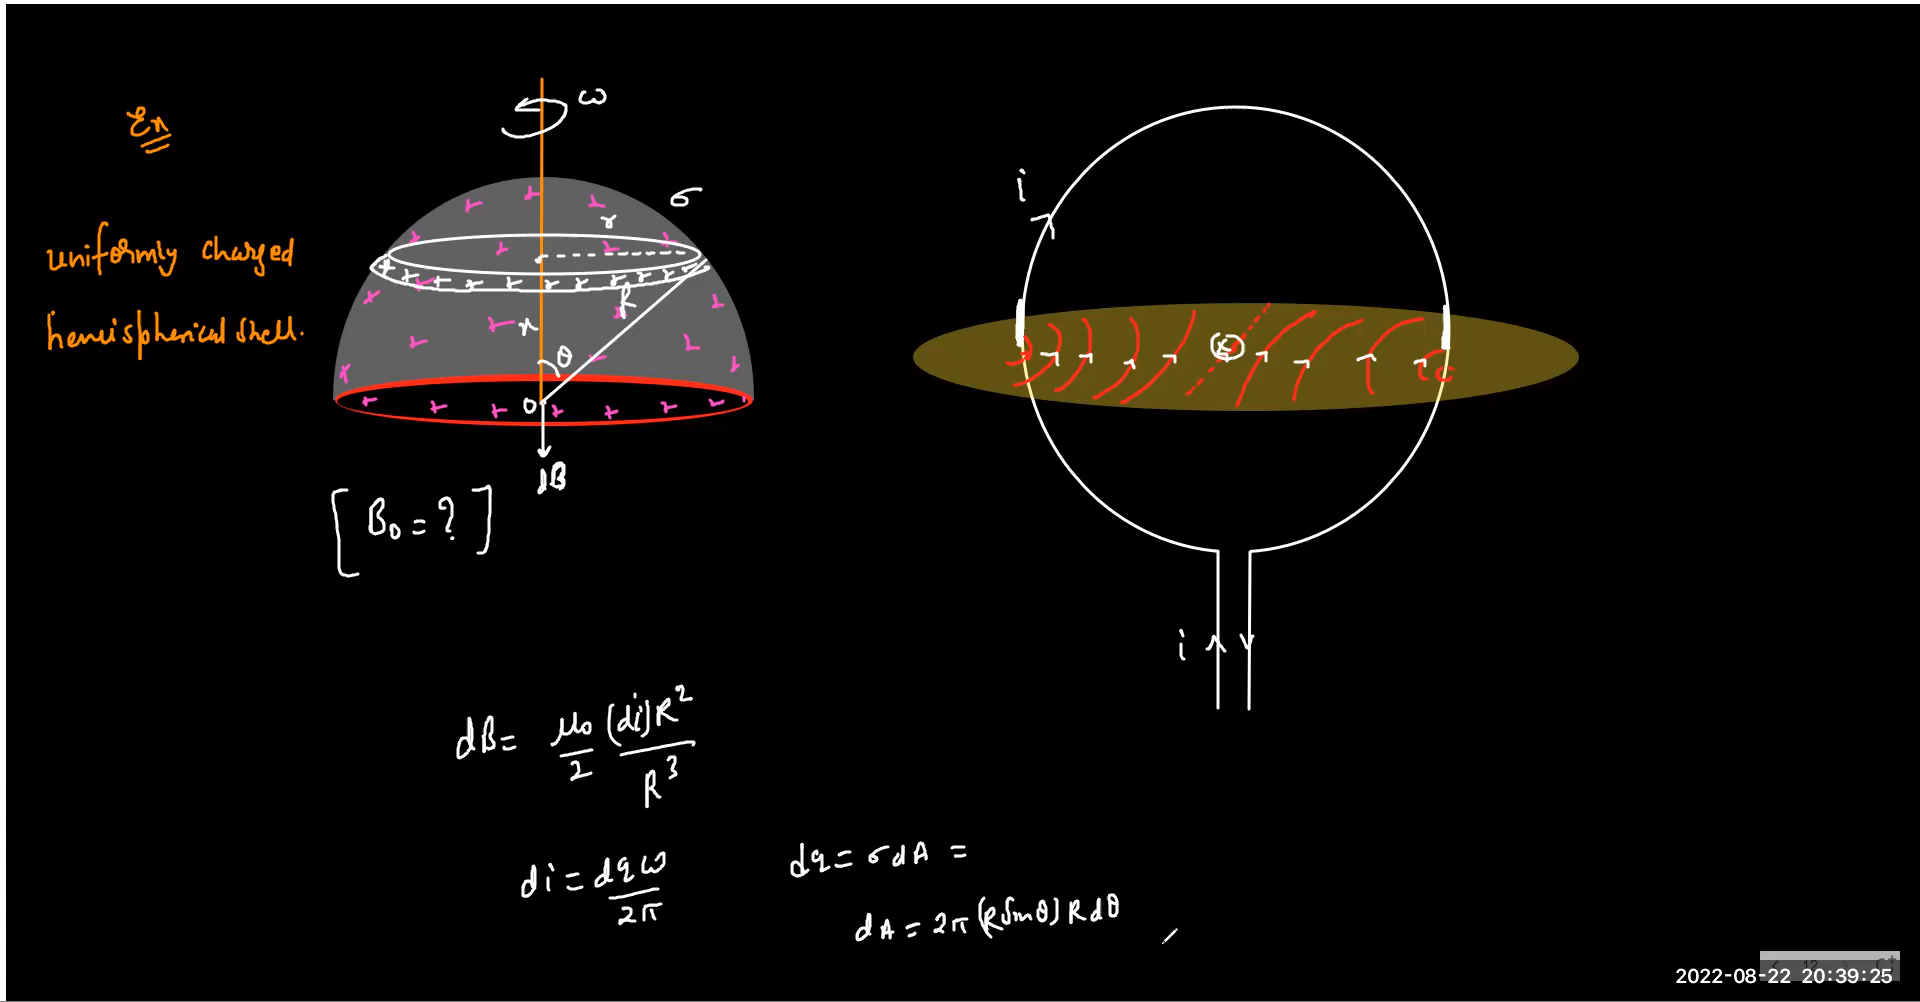 Ex
uniformly charged
hemispherical shell.
ω
σ
r
R
x
θ
O
dB
[ B₀ = ? ]
i
i
dB = μ₀/2 (di)R²/R³
di = dqω/2π
dq = σdA =
dA = 2π(R sinθ) R dθ
2022-08-22 20:39:25